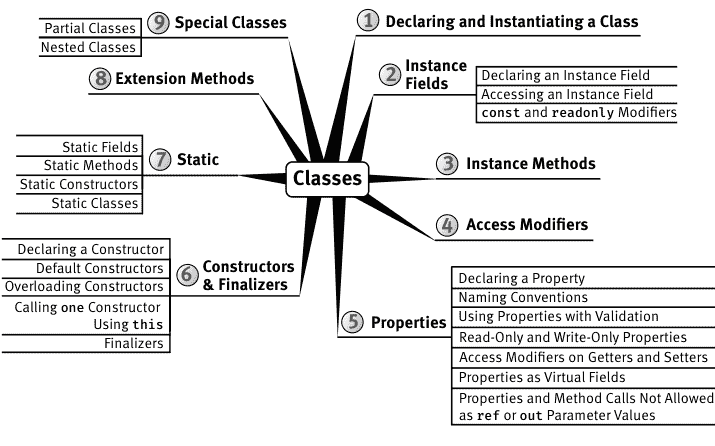 Classes
1 Declaring and Instantiating a Class
2 Instance
Fields
Declaring an Instance Field
Accessing an Instance Field
const and readonly Modifiers
3 Instance Methods
4 Access Modifiers
5 Properties
Declaring a Property
Naming Conventions
Using Properties with Validation
Read-Only and Write-Only Properties
Access Modifiers on Getters and Setters
Properties as Virtual Fields
Properties and Method Calls Not Allowed
as ref or out Parameter Values
6 Constructors
& Finalizers
Declaring a Constructor
Default Constructors
Overloading Constructors
Calling one Constructor
Using this
Finalizers
7 Static
Static Fields
Static Methods
Static Constructors
Static Classes
8 Extension Methods
9 Special Classes
Partial Classes
Nested Classes